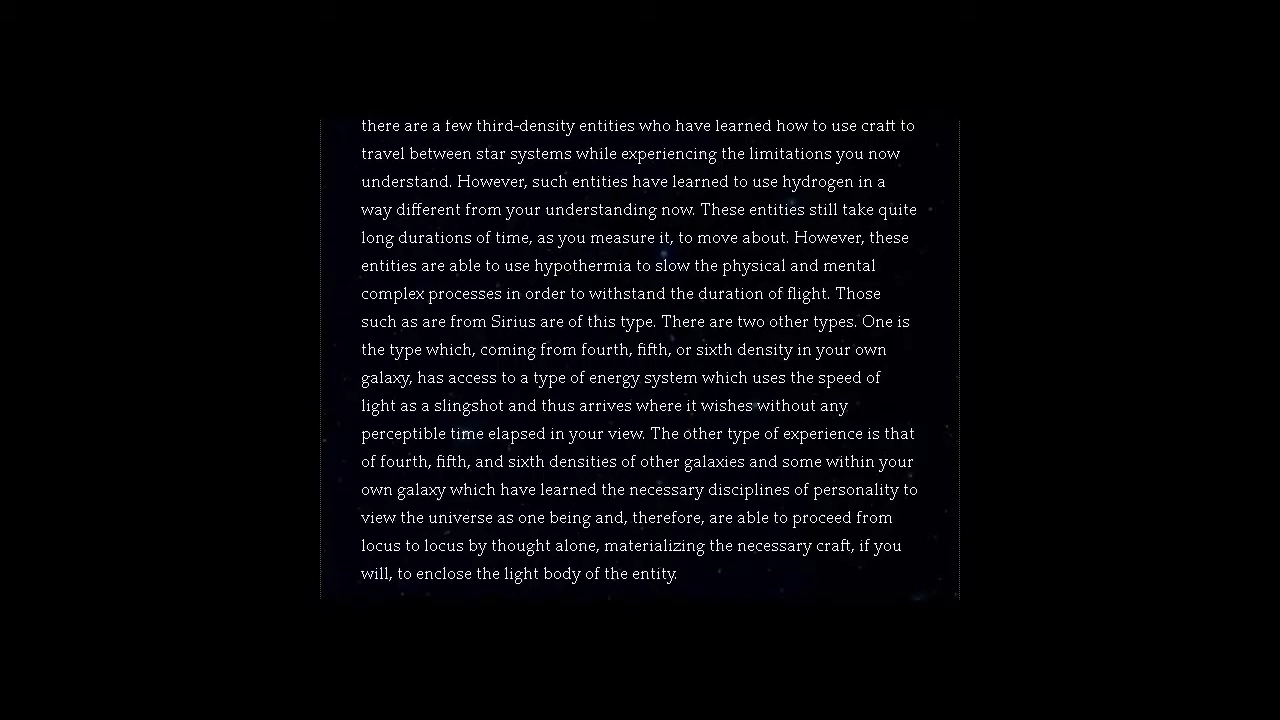 there are a few third-density entities who have learned how to use craft to
travel between star systems while experiencing the limitations you now
understand. However, such entities have learned to use hydrogen in a
way different from your understanding now. These entities still take quite
long durations of time, as you measure it, to move about. However, these
entities are able to use hypothermia to slow the physical and mental
complex processes in order to withstand the duration of flight. Those
such as are from Sirius are of this type. There are two other types. One is
the type which, coming from fourth, fifth, or sixth density in your own
galaxy, has access to a type of energy system which uses the speed of
light as a slingshot and thus arrives where it wishes without any
perceptible time elapsed in your view. The other type of experience is that
of fourth, fifth, and sixth densities of other galaxies and some within your
own galaxy which have learned the necessary disciplines of personality to
view the universe as one being and, therefore, are able to proceed from
locus to locus by thought alone, materializing the necessary craft, if you
will, to enclose the light body of the entity.